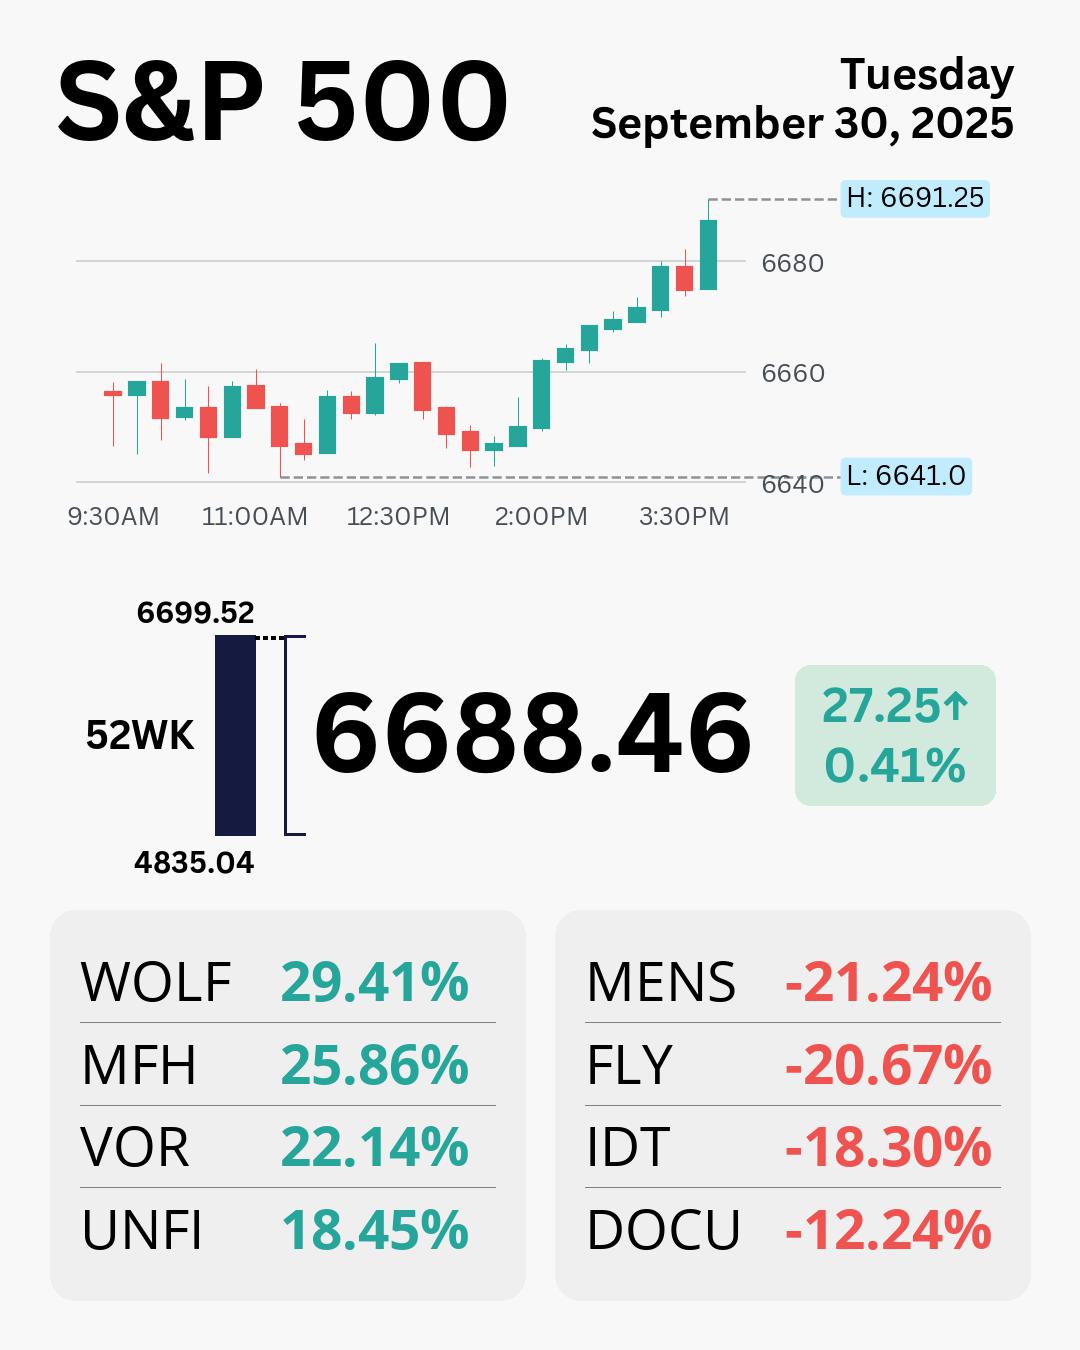 S&P 500
Tuesday
September 30, 2025
H: 6691.25
6680
6660
6640
L: 6641.0
9:30AM 11:00AM 12:30PM 2:00PM 3:30PM
6699.52
52WK
4835.04
6688.46
27.25↑
0.41%
WOLF 29.41%
MFH 25.86%
VOR 22.14%
UNFI 18.45%
MENS -21.24%
FLY -20.67%
IDT -18.30%
DOCU -12.24%